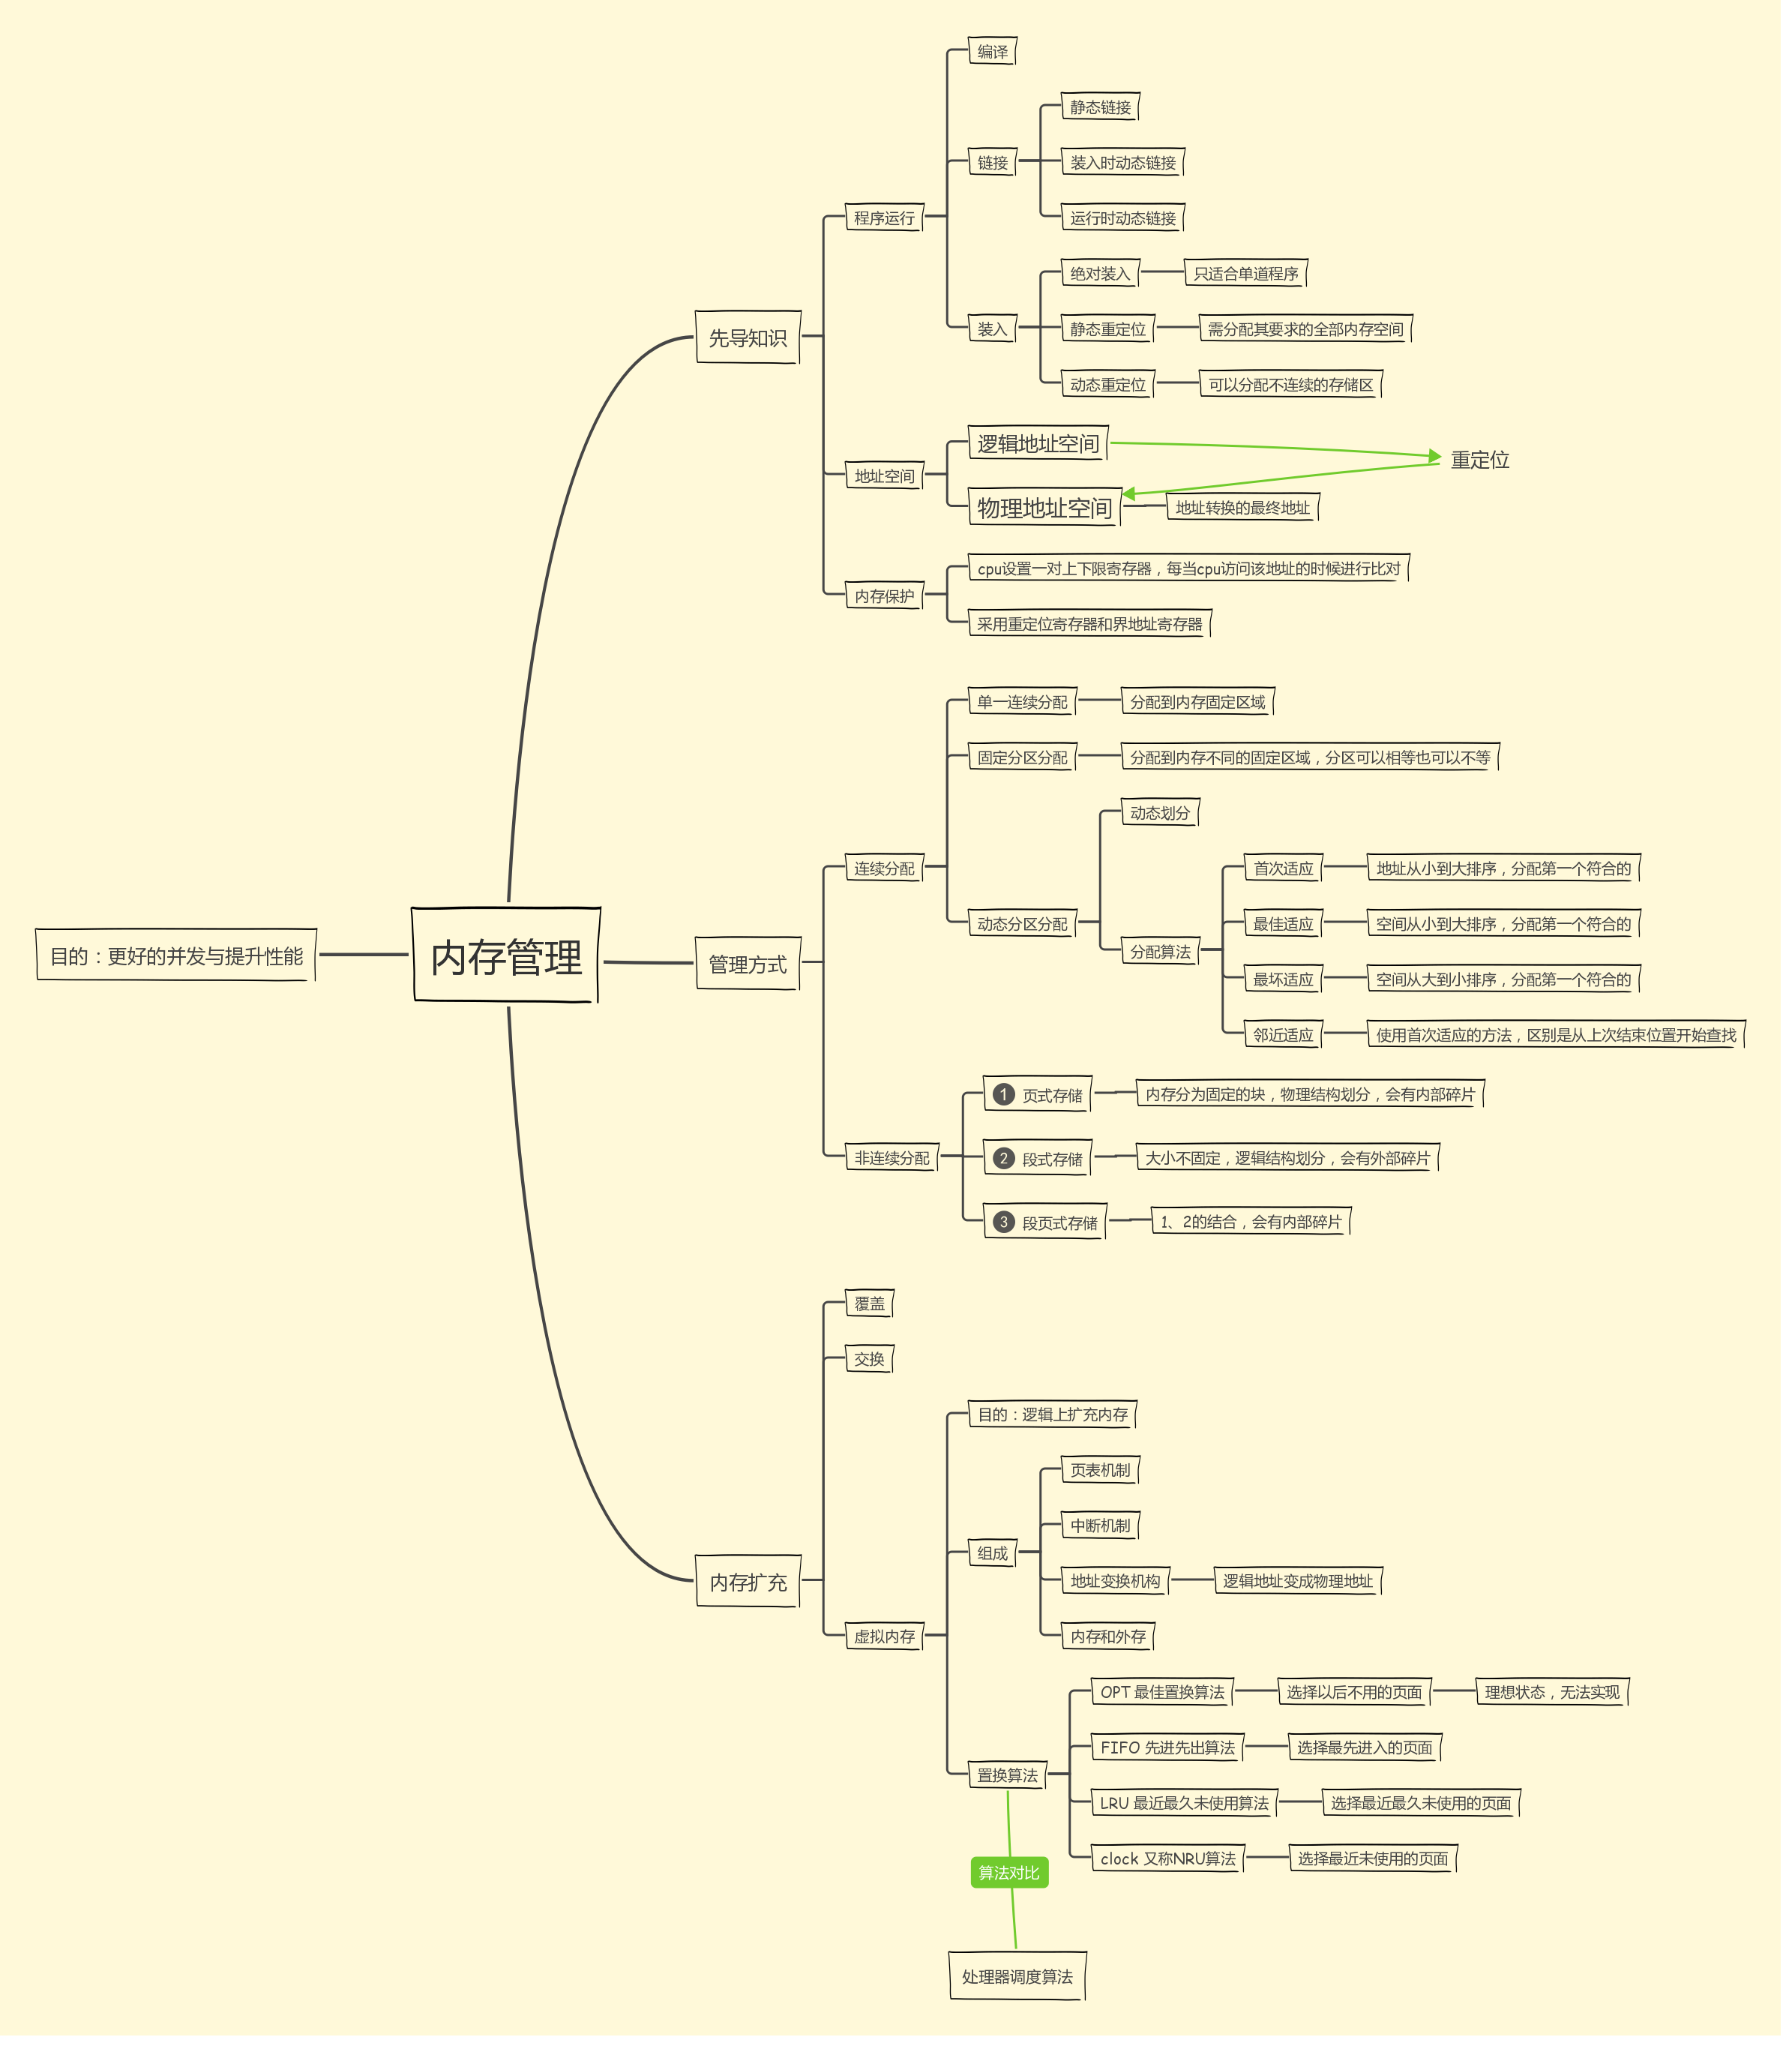 编译
静态链接
链接
装入时动态链接
程序运行
运行时动态链接
绝对装入
只适合单道程序
装入
静态重定位
需分配其要求的全部内存空间
先导知识
动态重定位
可以分配不连续的存储区
逻辑地址空间
重定位
地址空间
物理地址空间
地址转换的最终地址
cpu设置一对上下限寄存器，每当cpu访问该地址的时候进行比对
内存保护
采用重定位寄存器和界地址寄存器
单一连续分配
分配到内存固定区域
固定分区分配
分配到内存不同的固定区域，分区可以相等也可以不等
动态划分
连续分配
首次适应
地址从小到大排序，分配第一个符合的
动态分区分配
最佳适应
空间从小到大排序，分配第一个符合的
分配算法
目的：更好的并发与提升性能
内存管理
管理方式
最坏适应
空间从大到小排序，分配第一个符合的
邻近适应
使用首次适应的方法，区别是从上次结束位置开始查找
1 页式存储
内存分为固定的块，物理结构划分，会有内部碎片
非连续分配
2 段式存储
大小不固定，逻辑结构划分，会有外部碎片
3 段页式存储
1、2的结合，会有内部碎片
覆盖
交换
目的：逻辑上扩充内存
页表机制
中断机制
组成
内存扩充
地址变换机构
逻辑地址变成物理地址
虚拟内存
内存和外存
OPT 最佳置换算法
选择以后不用的页面
理想状态，无法实现
FIFO 先进先出算法
选择最先进入的页面
置换算法
LRU 最近最久未使用算法
选择最近最久未使用的页面
clock 又称NRU算法
选择最近未使用的页面
算法对比
处理器调度算法